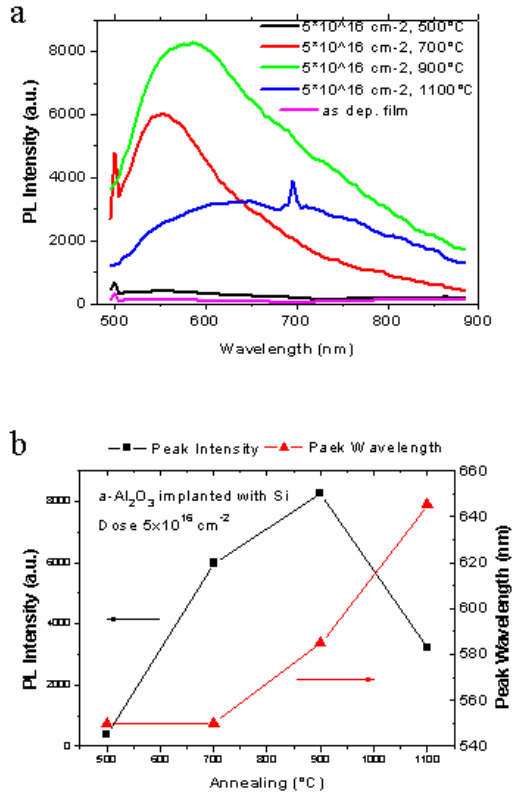 a
5*10^16 cm-2, 500°C
5*10^16 cm-2, 700°C
5*10^16 cm-2, 900°C
5*10^16 cm-2, 1100°C
as dep. film
PL Intensity (a.u.)
8000
6000
4000
2000
0
500 600 700 800 900
Wavelength (nm)
b
Peak Intensity Paek Wavelength
a-Al2O3 implanted with Si
Dose 5x10^16 cm^-2
PL Intensity (a.u.)
8000
6000
4000
2000
0
660
640
620
600
580
560
540
Peak Wavelength (nm)
500 600 700 800 900 1000 1100
Annealing (°C)